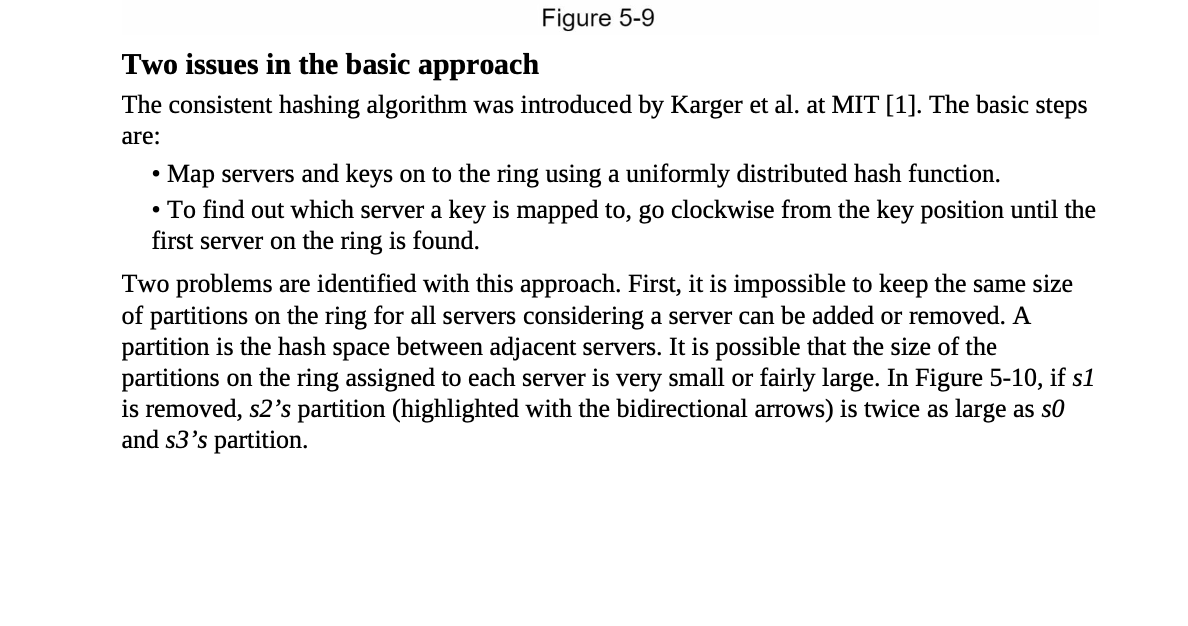 Figure 5-9
Two issues in the basic approach
The consistent hashing algorithm was introduced by Karger et al. at MIT [1]. The basic steps
are:
• Map servers and keys on to the ring using a uniformly distributed hash function.
• To find out which server a key is mapped to, go clockwise from the key position until the
first server on the ring is found.
Two problems are identified with this approach. First, it is impossible to keep the same size
of partitions on the ring for all servers considering a server can be added or removed. A
partition is the hash space between adjacent servers. It is possible that the size of the
partitions on the ring assigned to each server is very small or fairly large. In Figure 5-10, if s1
is removed, s2’s partition (highlighted with the bidirectional arrows) is twice as large as s0
and s3’s partition.